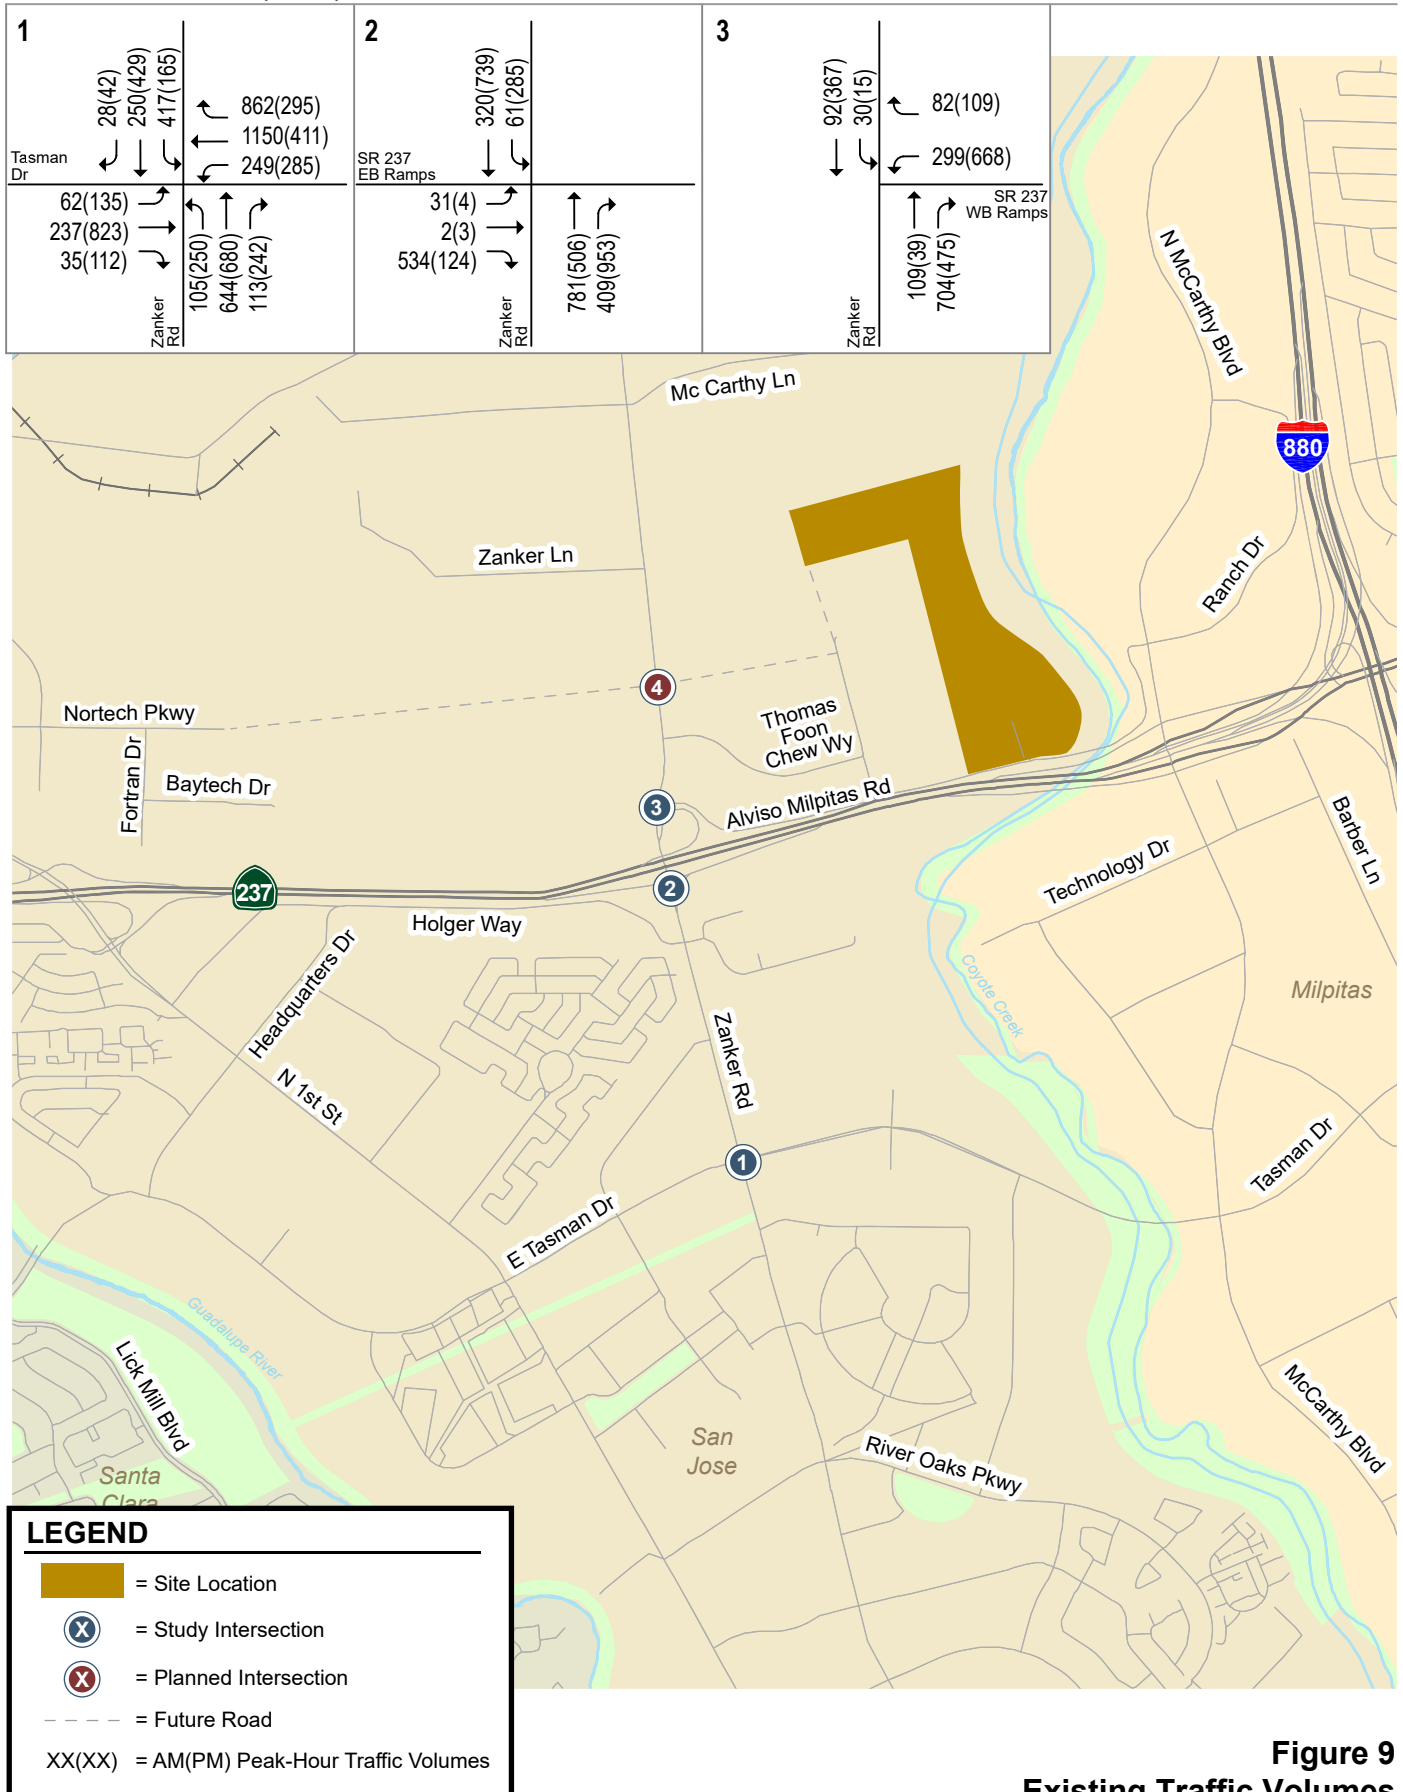 1
28(42)
250(429)
417(165)
862(295)
1150(411)
249(285)
Tasman
Dr
62(135)
237(823)
35(112)
105(250)
644(680)
113(242)
Zanker
Rd
2
320(739)
61(285)
SR 237
EB Ramps
31(4)
2(3)
534(124)
781(506)
409(953)
Zanker
Rd
3
92(367)
30(15)
82(109)
299(668)
SR 237
WB Ramps
109(39)
704(475)
Zanker
Rd
Mc Carthy Ln
N McCarthy Blvd
880
Zanker Ln
Ranch Dr
4
Nortech Pkwy
Thomas
Foon
Chew Wy
Fortran Dr
Baytech Dr
3
Alviso Milpitas Rd
Barber Ln
Technology Dr
237
2
Holger Way
Headquarters Dr
Coyote Creek
Milpitas
Zanker Rd
N 1st St
1
Tasman Dr
E Tasman Dr
Guadalupe River
Lick Mill Blvd
McCarthy Blvd
San
Jose
River Oaks Pkwy
Santa
Clara
LEGEND
= Site Location
X = Study Intersection
X = Planned Intersection
= Future Road
XX(XX) = AM(PM) Peak-Hour Traffic Volumes
Figure 9
Existing Traffic Volumes